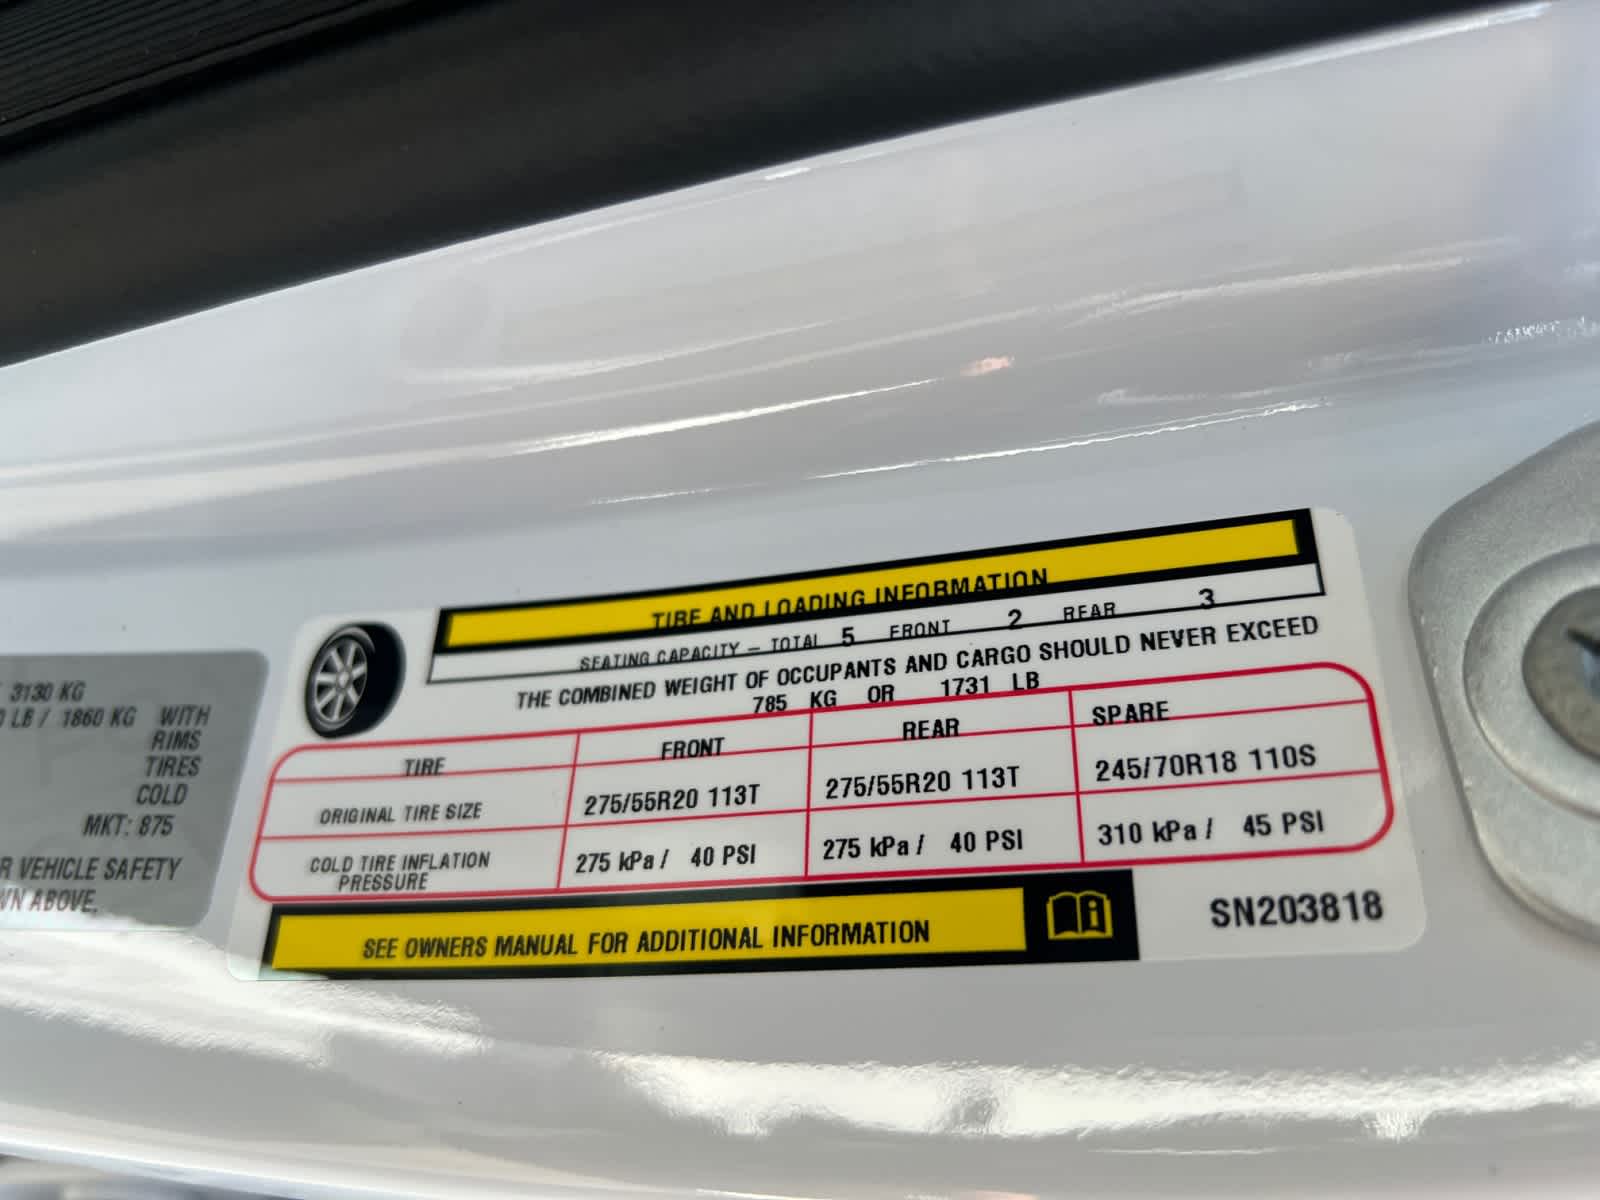 3130 KG
LB / 1860 KG WITH
RIMS
TIRES
COLD
MKT: 875
VEHICLE SAFETY
ABOVE.
TIRE AND LOADING INFORMATION
SEATING CAPACITY – TOTAL 5 FRONT 2 REAR 3
THE COMBINED WEIGHT OF OCCUPANTS AND CARGO SHOULD NEVER EXCEED
785 KG OR 1731 LB
TIRE FRONT REAR SPARE
ORIGINAL TIRE SIZE 275/55R20 113T 275/55R20 113T 245/70R18 110S
COLD TIRE INFLATION
PRESSURE 275 kPa / 40 PSI 275 kPa / 40 PSI 310 kPa / 45 PSI
SEE OWNERS MANUAL FOR ADDITIONAL INFORMATION
SN203818